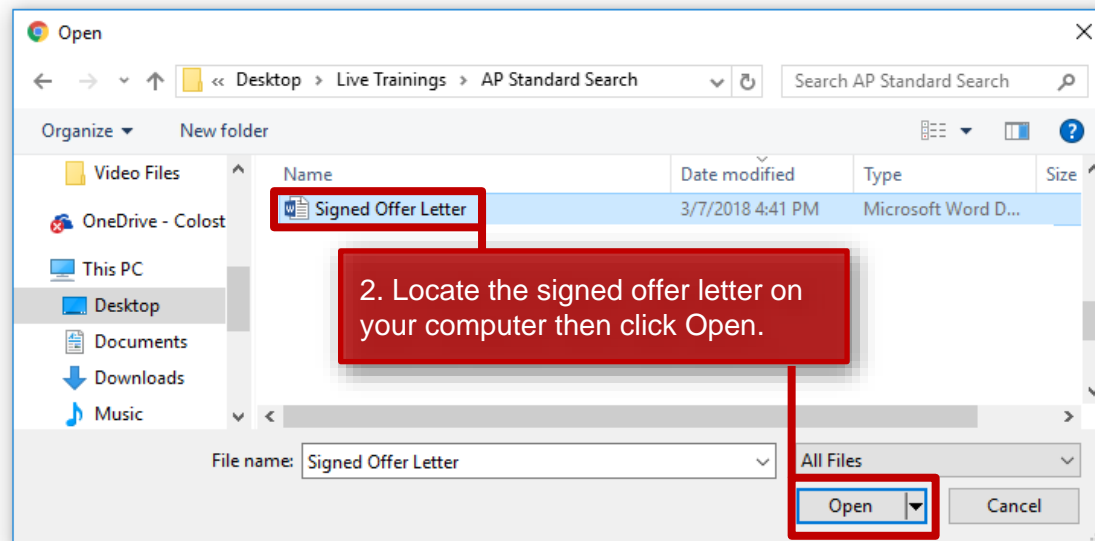 Open
« Desktop > Live Trainings > AP Standard Search
Search AP Standard Search
Organize
New folder
Video Files
OneDrive - Colost
This PC
Desktop
Documents
Downloads
Music
Name
Date modified
Type
Size
Signed Offer Letter
3/7/2018 4:41 PM
Microsoft Word D...
2. Locate the signed offer letter on
your computer then click Open.
File name:
Signed Offer Letter
All Files
Open
Cancel